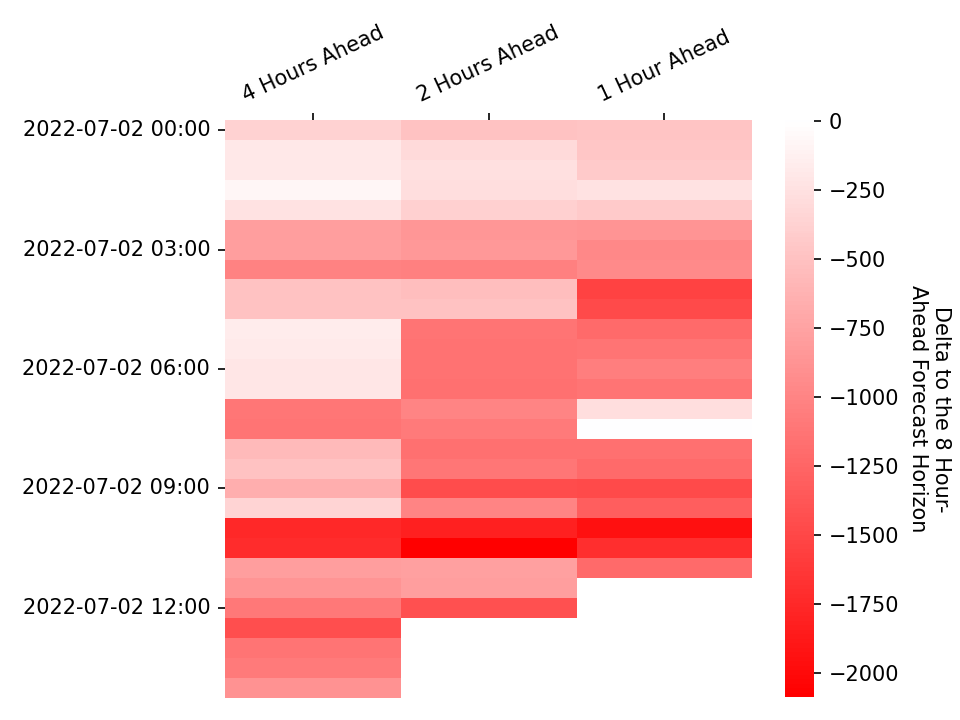 4 Hours Ahead
2 Hours Ahead
1 Hour Ahead
2022-07-02 00:00
2022-07-02 03:00
2022-07-02 06:00
2022-07-02 09:00
2022-07-02 12:00
0
−250
−500
−750
−1000
−1250
−1500
−1750
−2000
Delta to the 8 Hour-
Ahead Forecast Horizon